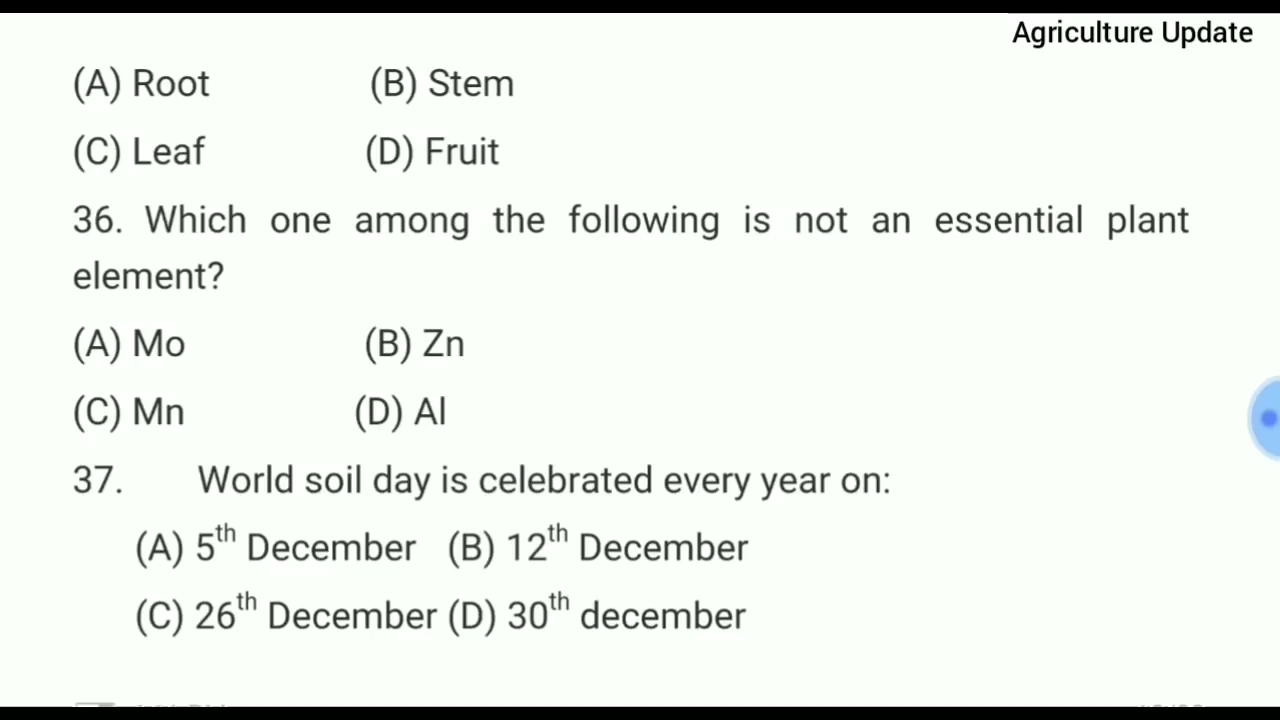 Agriculture Update
(A) Root (B) Stem
(C) Leaf (D) Fruit
36. Which one among the following is not an essential plant
element?
(A) Mo (B) Zn
(C) Mn (D) Al
37. World soil day is celebrated every year on:
(A) 5th December (B) 12th December
(C) 26th December (D) 30th december